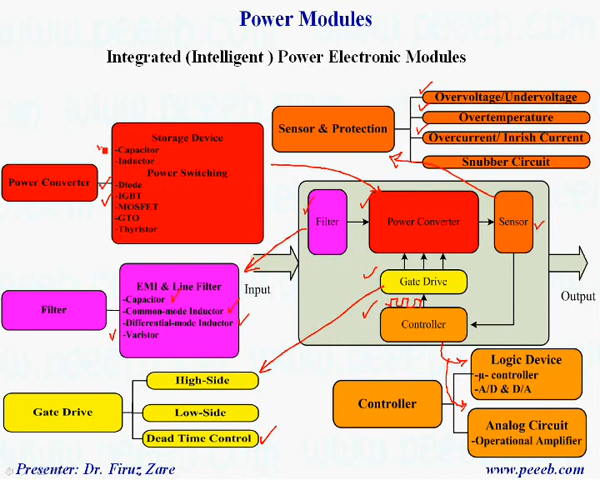 Power Modules
Integrated (Intelligent ) Power Electronic Modules
Sensor & Protection
Overvoltage/Undervoltage
Overtemperature
Overcurrent/ Inrish Current
Snubber Circuit
Power Converter
Storage Device
-Capacitor
-Inductor
Power Switching
-Diode
-IGBT
-MOSFET
-GTO
-Thyristor
Filter
Power Converter
Sensor
Gate Drive
Controller
Input
Output
Filter
EMI & Line Filter
-Capacitor
-Common-mode Inductor
-Differential-mode Inductor
-Varistor
Gate Drive
High-Side
Low-Side
Dead Time Control
Controller
Logic Device
-μ- controller
-A/D & D/A
Analog Circuit
-Operational Amplifier
Presenter: Dr. Firuz Zare
www.peeeb.com